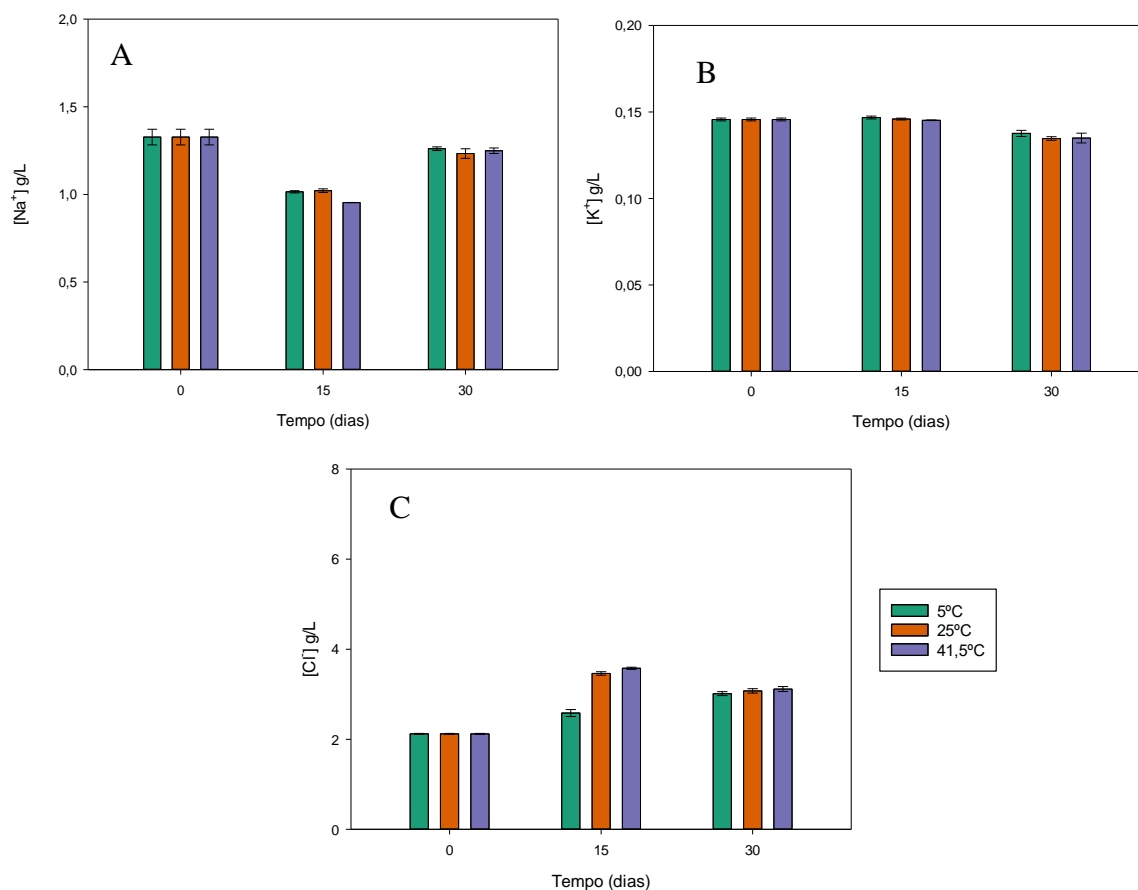 A
[Na⁺] g/L
2,0
1,5
1,0
0,5
0,0
0
15
30
Tempo (dias)
B
[K⁺] g/L
0,20
0,15
0,10
0,05
0,00
0
15
30
Tempo (dias)
C
[Cl⁻] g/L
8
6
4
2
0
0
15
30
Tempo (dias)
5ºC
25ºC
41,5ºC